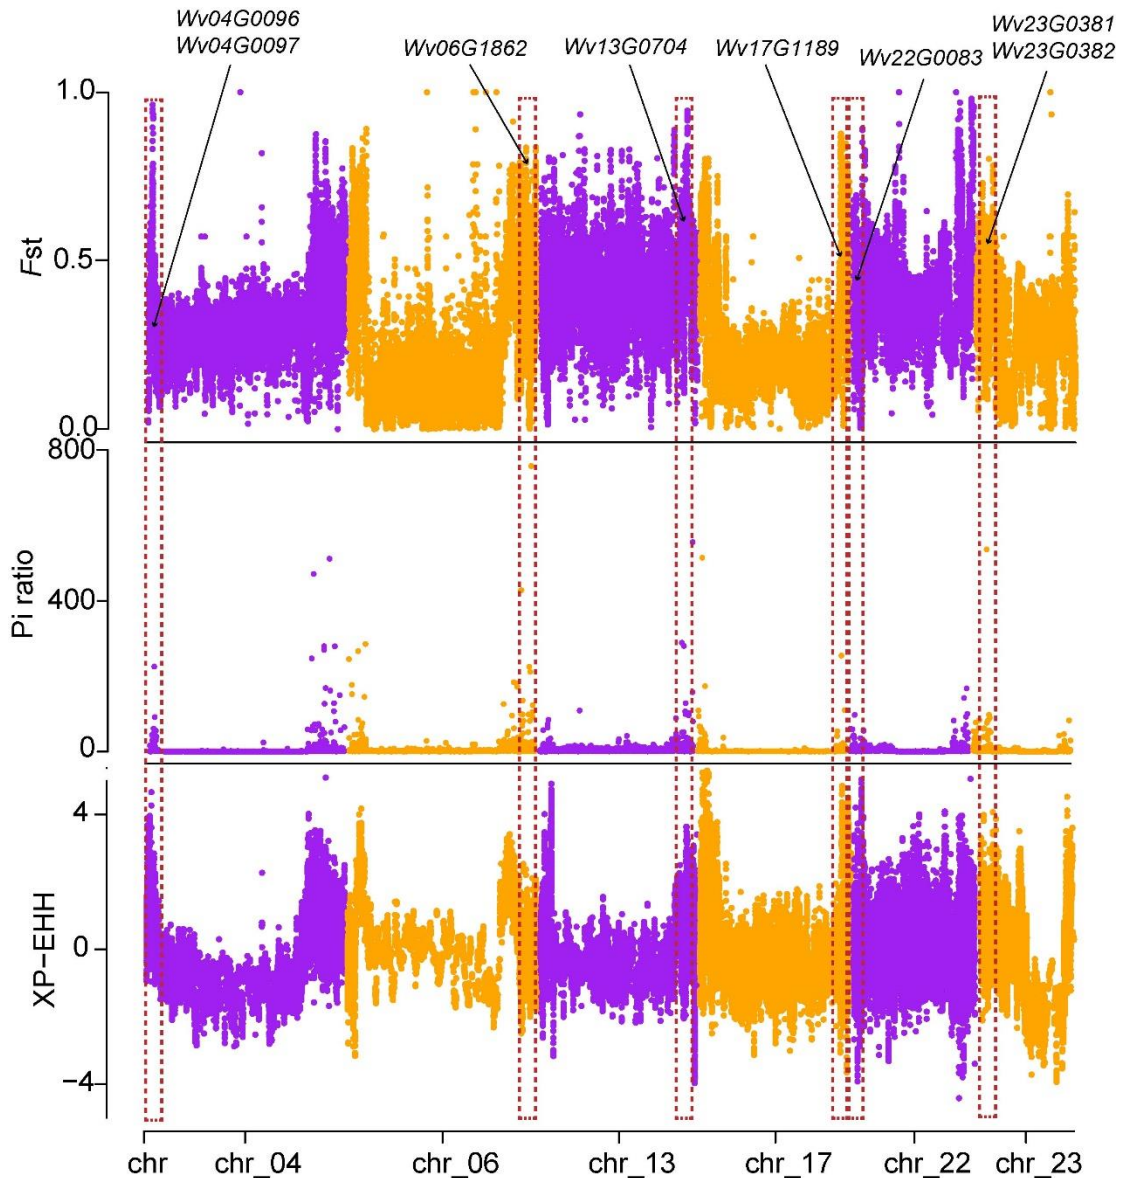 Wv04G0096
Wv04G0097
Wv06G1862
Wv13G0704
Wv17G1189
Wv22G0083
Wv23G0381
Wv23G0382
1.0
0.5
0.0
Fst
800
400
0
Pi ratio
4
0
−4
XP−EHH
chr chr_04 chr_06 chr_13 chr_17 chr_22 chr_23